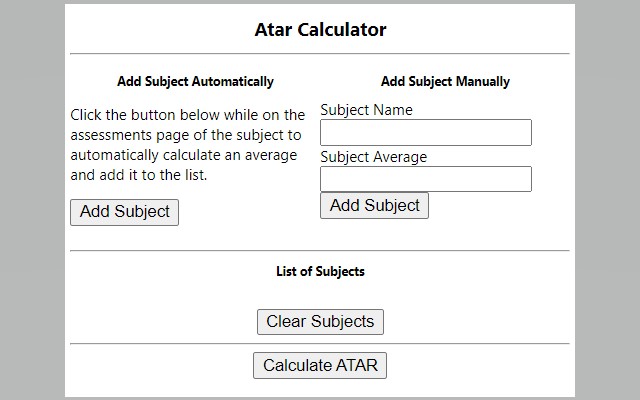 Atar Calculator
Add Subject Automatically
Click the button below while on the
assessments page of the subject to
automatically calculate an average
and add it to the list.
Add Subject
Add Subject Manually
Subject Name
Subject Average
Add Subject
List of Subjects
Clear Subjects
Calculate ATAR